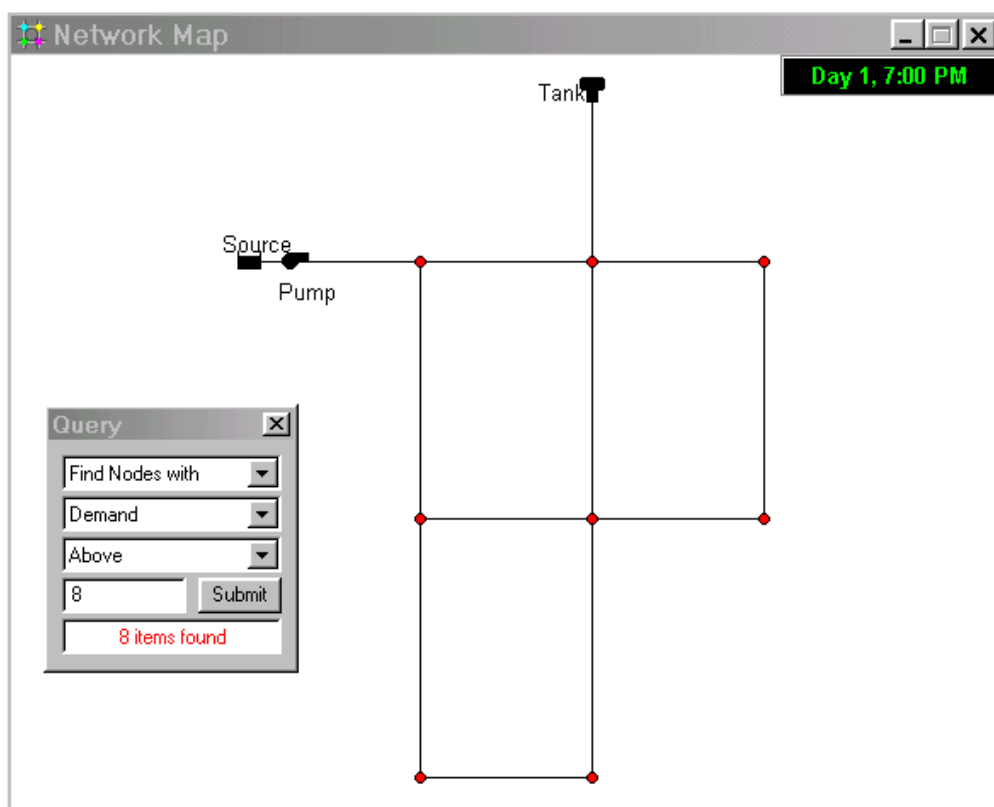 Network Map
Day 1, 7:00 PM
Tank
Source
Pump
Query
Find Nodes with
Demand
Above
8
Submit
8 items found